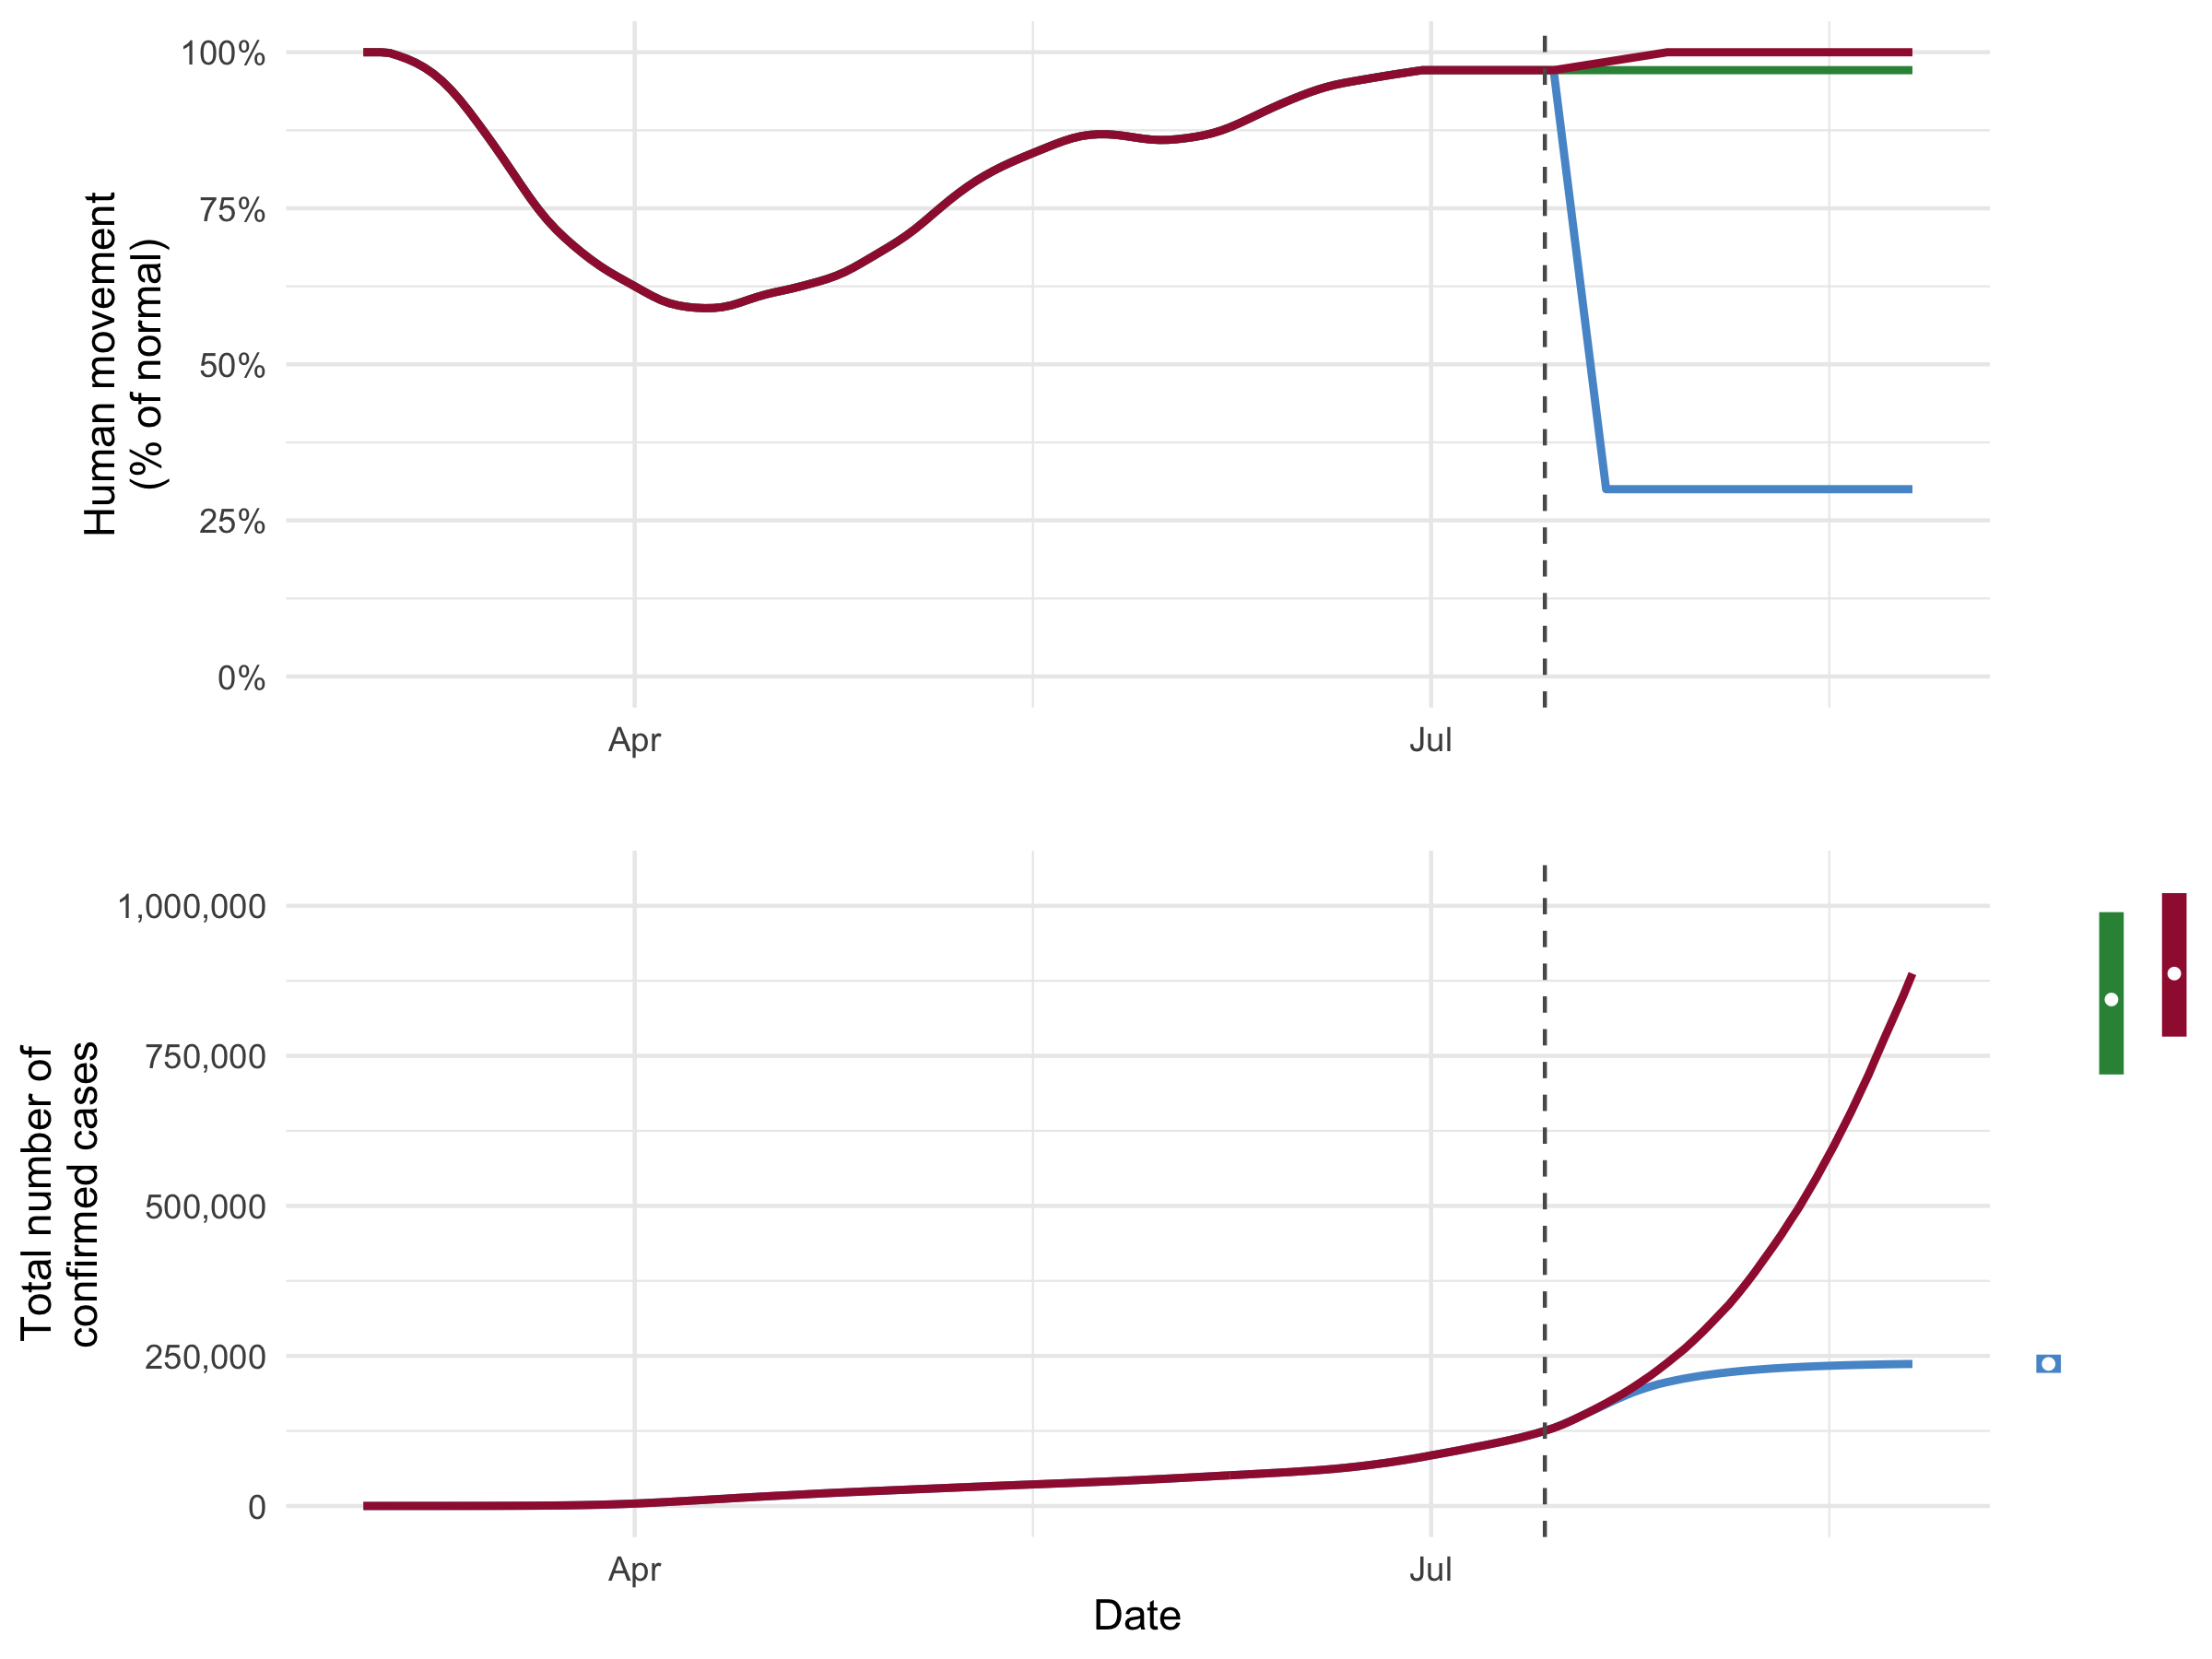 Human movement
(% of normal)
100%
75%
50%
25%
0%
Apr
Jul
Total number of
confirmed cases
1,000,000
750,000
500,000
250,000
0
Apr
Jul
Date